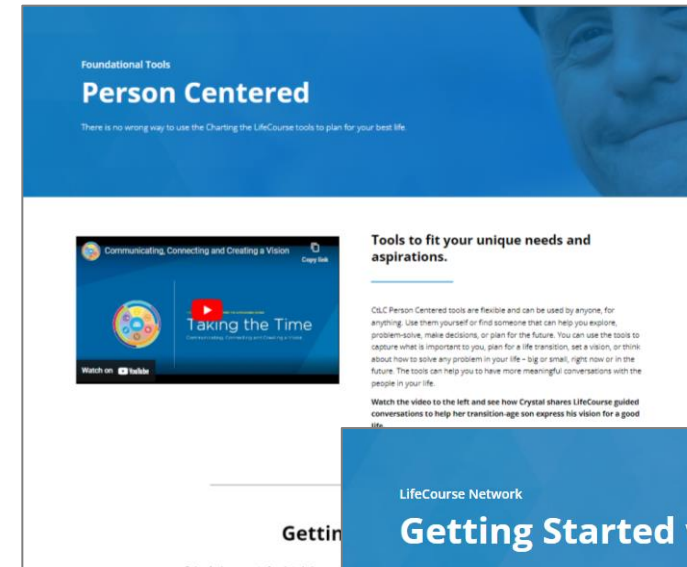 Foundational Tools
Person Centered
There is no wrong way to use the Charting the LifeCourse tools to plan for your best life.
Communicating, Connecting and Creating a Vision
Copy link
Taking the Time
Communicating, Connecting and Creating a Vision
Watch on YouTube
Tools to fit your unique needs and
aspirations.
CtLC Person Centered tools are flexible and can be used by anyone, for
anything. Use them yourself or find someone that can help you explore,
problem-solve, make decisions, or plan for the future. You can use the tools to
capture what is important to you, plan for a life transition, set a vision, or think
about how to solve any problem in your life – big or small, right now or in the
future. The tools can help you to have more meaningful conversations with the
people in your life.
Watch the video to the left and see how Crystal shares LifeCourse guided
conversations to help her transition-age son express his vision for a good
life.
Gettin
LifeCourse Network
Getting Started